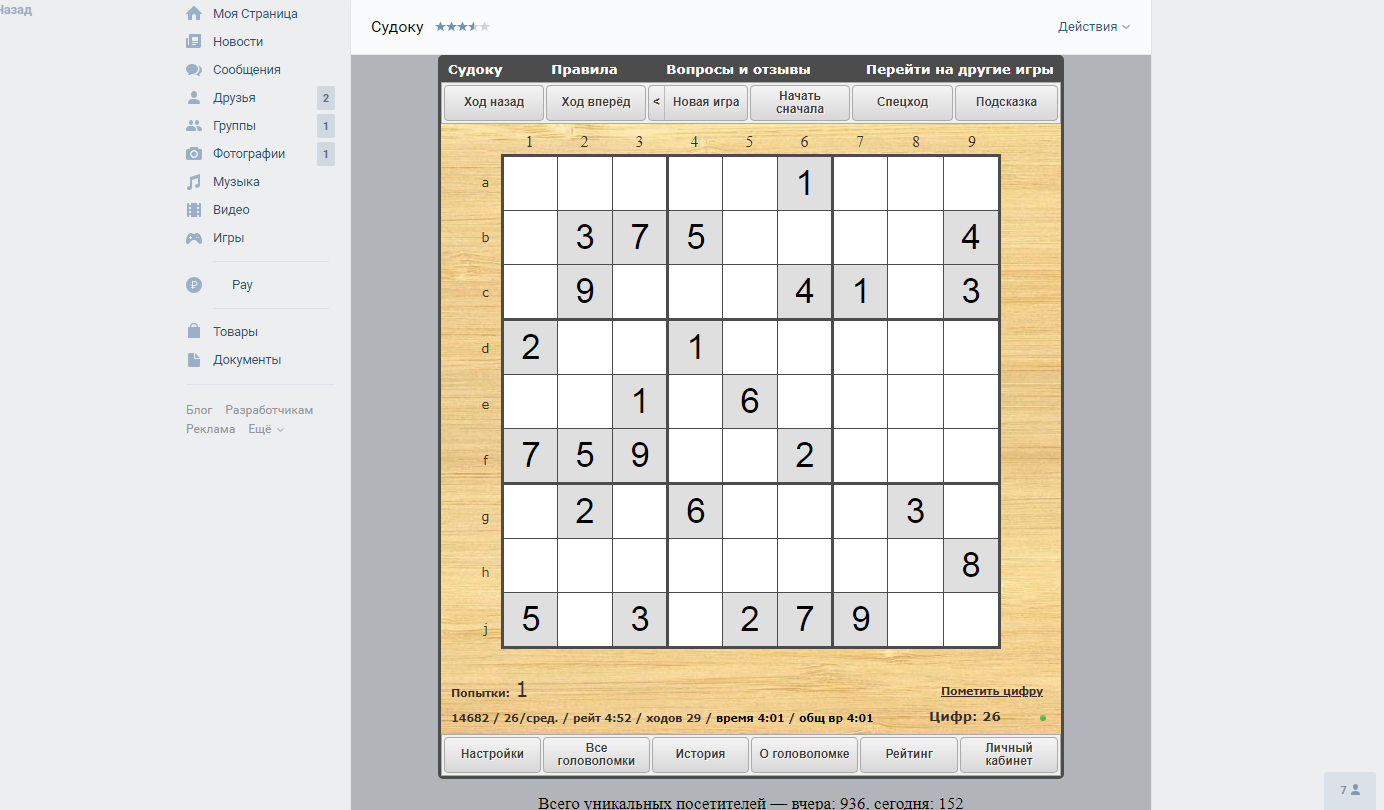 Назад
Моя Страница
Новости
Сообщения
Друзья 2
Группы 1
Фотографии 1
Музыка
Видео
Игры
Pay
Товары
Документы
Блог Разработчикам
Реклама Ещё
Судоку
Действия
Судоку Правила Вопросы и отзывы Перейти на другие игры
Ход назад Ход вперёд < Новая игра Начать сначала Спецход Подсказка
1 2 3 4 5 6 7 8 9
a 1
b 3 7 5 4
c 9 4 1 3
d 2 1
e 1 6
f 7 5 9 2
g 2 6 3
h 8
j 5 3 2 7 9
Попытки: 1 Пометить цифру
14682 / 26/сред. / рейт 4:52 / ходов 29 / время 4:01 / общ вр 4:01 Цифр: 26
Настройки Все головоломки История О головоломке Рейтинг Личный кабинет
Всего уникальных посетителей — вчера: 936, сегодня: 152
7